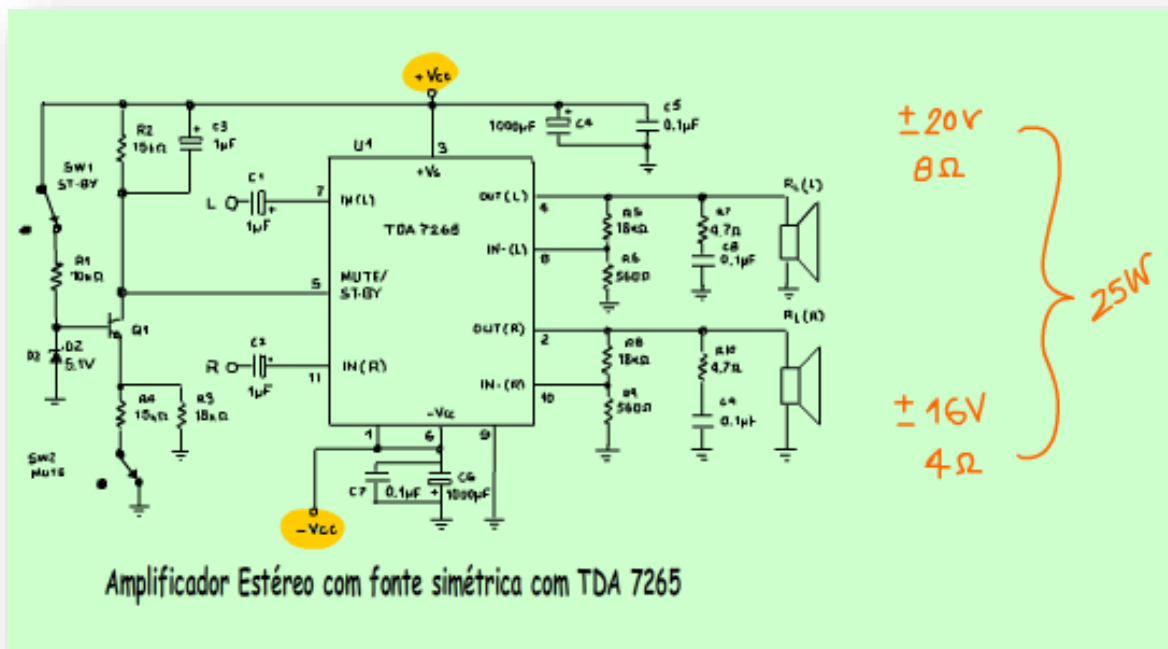 +Vcc
R2
15kΩ
+
C3
1μF
1000μF
+
C4
C5
0.1μF
SW1
ST-BY
U1
3
+Vs
C1
L
+
1μF
7
IN(L)
TDA 7265
OUT(L)
4
R5
18kΩ
R7
4.7Ω
C8
0.1μF
RL(L)
IN-(L)
8
R6
560Ω
R1
10kΩ
5
MUTE/
ST-BY
Q1
D2
DZ
5.1V
C2
R
+
1μF
11
IN(R)
OUT(R)
2
R8
18kΩ
R10
4.7Ω
RL(R)
IN-(R)
10
R9
560Ω
C9
0.1μF
R4
15kΩ
R3
18kΩ
SW2
MUTE
-Vcc
1
6
9
C7
0.1μF
+
C6
1000μF
-Vcc
±20V
8Ω
25W
±16V
4Ω
Amplificador Estéreo com fonte simétrica com TDA 7265